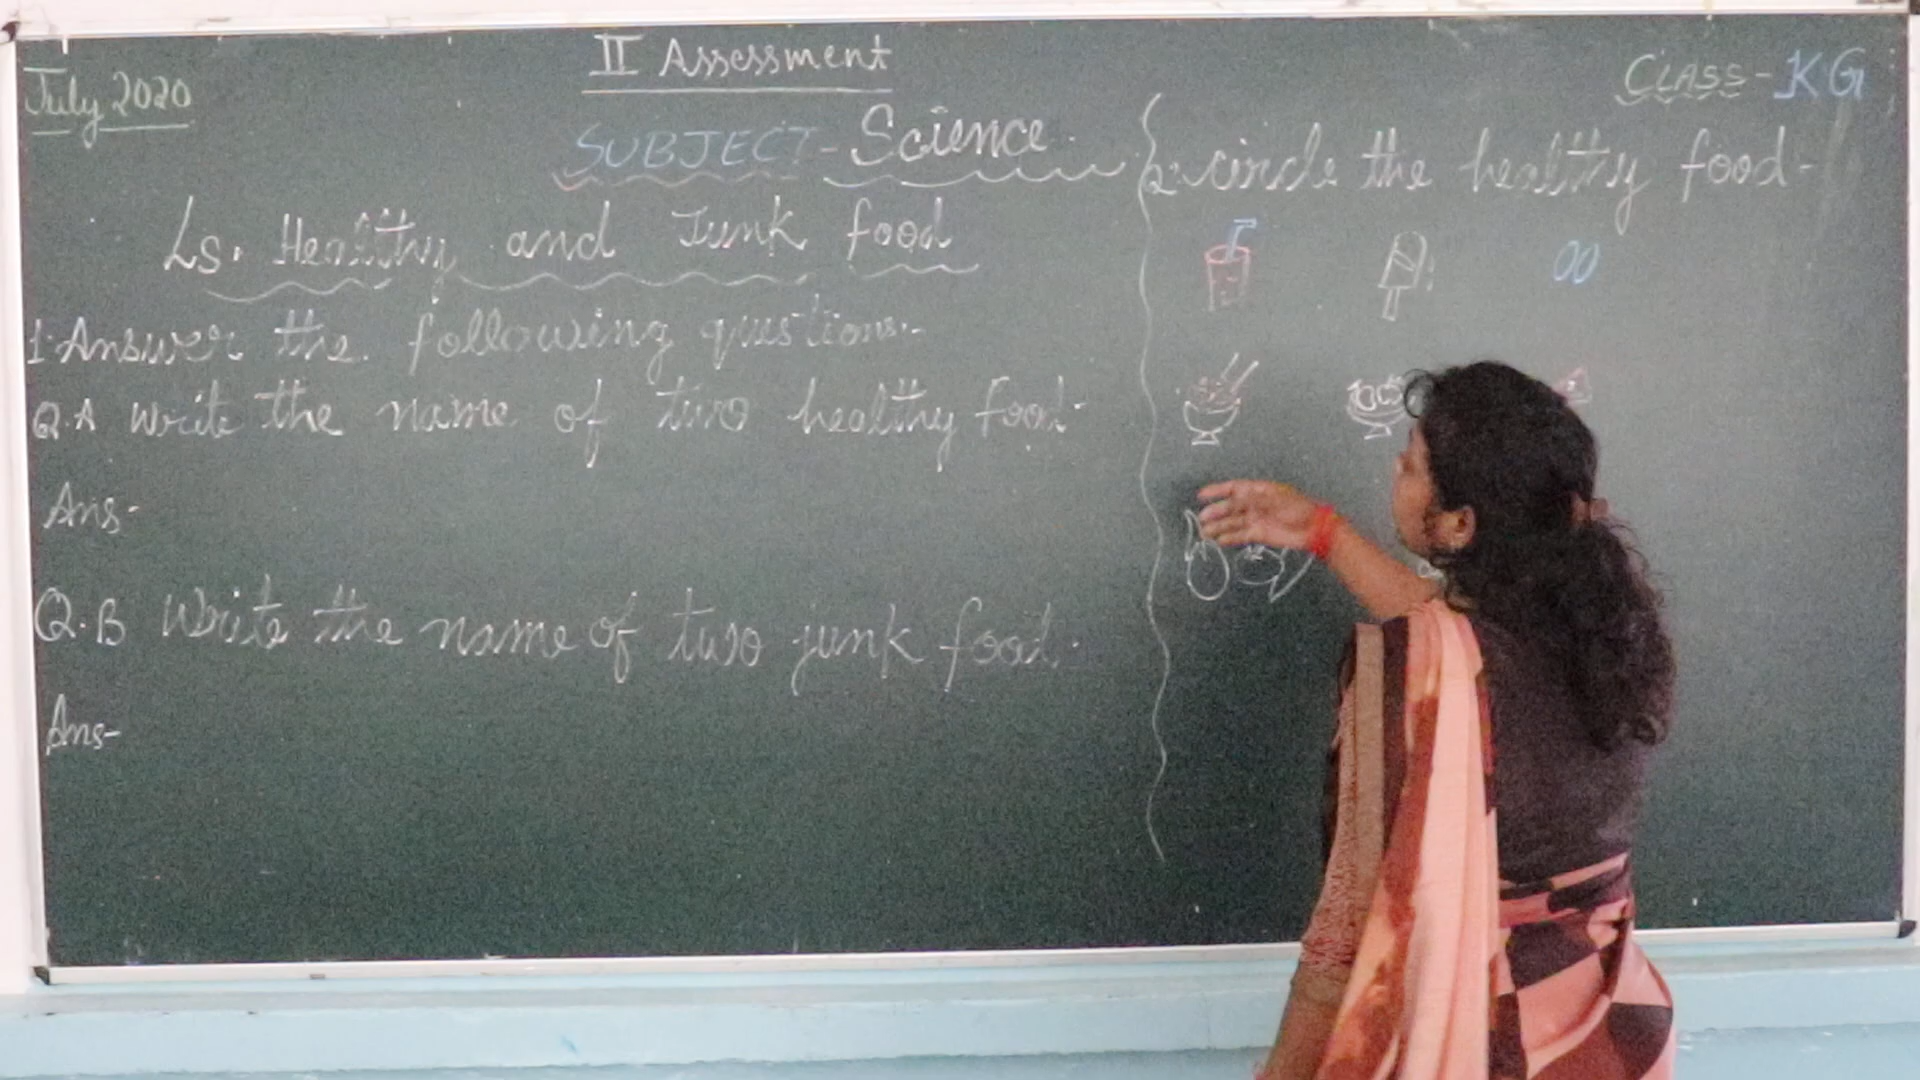 July 2020
II Assessment
CLASS - KG
SUBJECT - Science
Ls. Healthy and Junk food
1. Answer the following questions:-
Q.A Write the name of two healthy food.
Ans-
Q.B Write the name of two junk food.
Ans-
2. circle the healthy food-